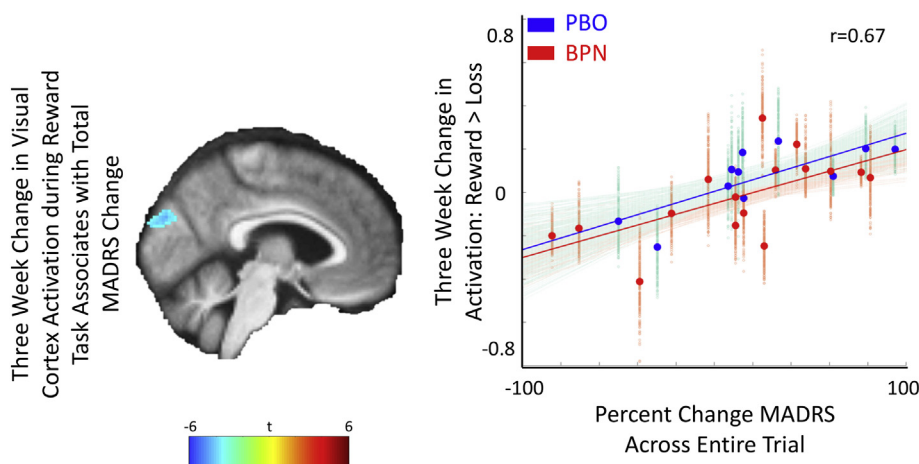 Three Week Change in Visual
Cortex Activation during Reward
Task Associates with Total
MADRS Change
-6 t 6
Three Week Change in
Activation: Reward > Loss
PBO
BPN
r=0.67
0.8
0
-0.8
-100 100
Percent Change MADRS
Across Entire Trial